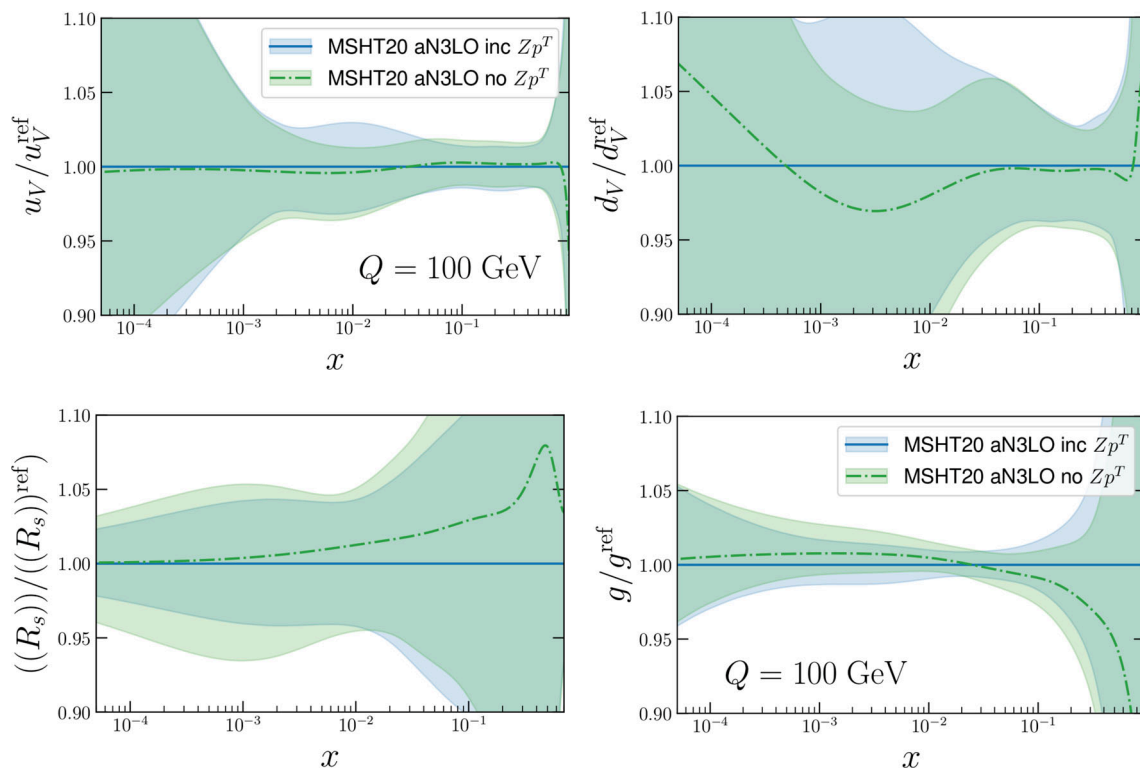 1.10
1.05
1.00
0.95
0.90
u_V/u_V^ref
MSHT20 aN3LO inc Zp^T
MSHT20 aN3LO no Zp^T
Q = 100 GeV
10^−4
10^−3
10^−2
10^−1
x
1.10
1.05
1.00
0.95
0.90
d_V/d_V^ref
10^−4
10^−3
10^−2
10^−1
x
1.10
1.05
1.00
0.95
0.90
((R_s))/((R_s))^ref)
10^−4
10^−3
10^−2
10^−1
x
1.10
1.05
1.00
0.95
0.90
g/g^ref
MSHT20 aN3LO inc Zp^T
MSHT20 aN3LO no Zp^T
Q = 100 GeV
10^−4
10^−3
10^−2
10^−1
x